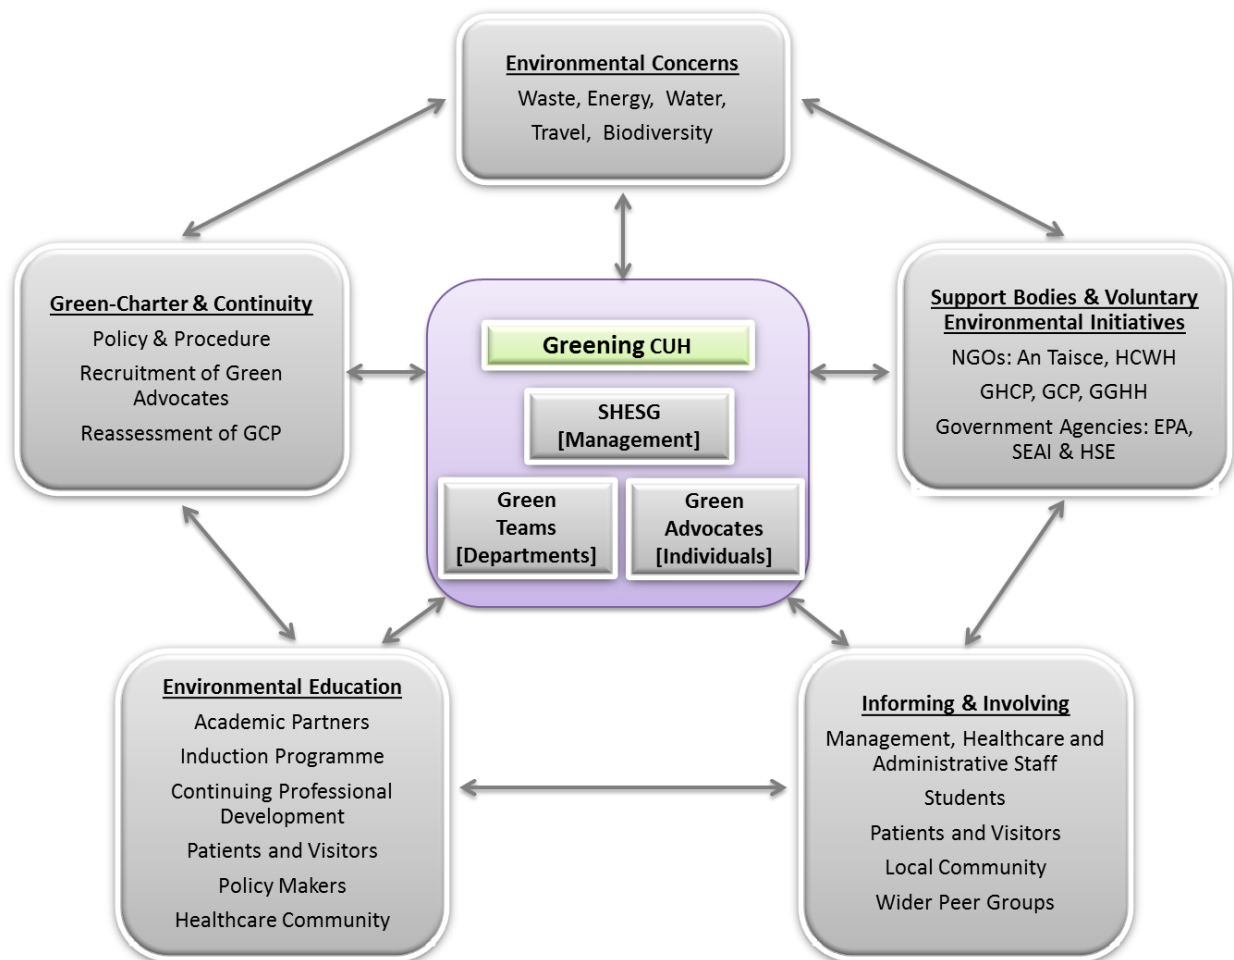 Environmental Concerns
Waste, Energy, Water,
Travel, Biodiversity
Green-Charter & Continuity
Policy & Procedure
Recruitment of Green
Advocates
Reassessment of GCP
Greening CUH
SHESG
[Management]
Green
Teams
[Departments]
Green
Advocates
[Individuals]
Support Bodies & Voluntary
Environmental Initiatives
NGOs: An Taisce, HCWH
GHCP, GCP, GGHH
Government Agencies: EPA,
SEAI & HSE
Environmental Education
Academic Partners
Induction Programme
Continuing Professional
Development
Patients and Visitors
Policy Makers
Healthcare Community
Informing & Involving
Management, Healthcare and
Administrative Staff
Students
Patients and Visitors
Local Community
Wider Peer Groups